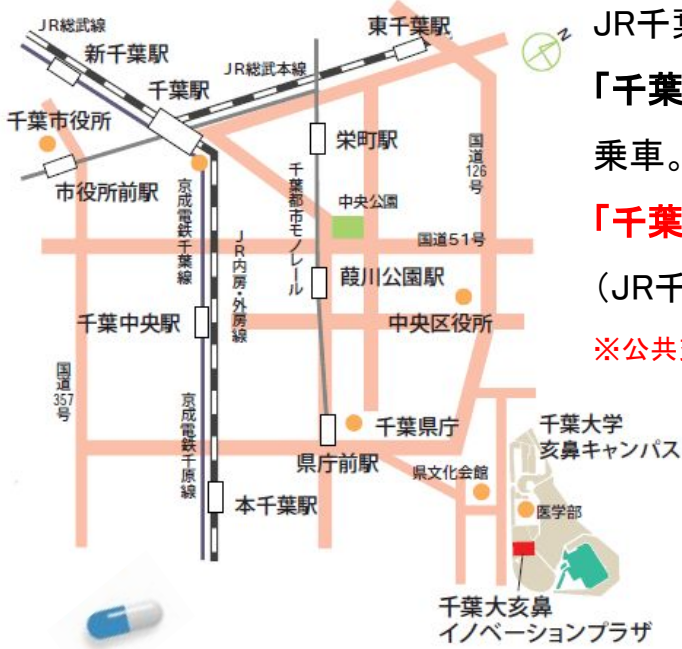 JR総武線
新千葉駅
千葉駅
JR総武本線
東千葉駅
N
千葉市役所
市役所前駅
京成電鉄千葉線
JR内房・外房線
千葉都市モノレール
栄町駅
中央公園
国道126号
国道51号
葭川公園駅
千葉中央駅
中央区役所
国道357号
京成電鉄千原線
千葉県庁
県庁前駅
本千葉駅
県文化会館
千葉大学
亥鼻キャンパス
医学部
千葉大亥鼻
イノベーションプラザ
JR千葉
「千葉
乗車。
「千葉
（JR千
※公共